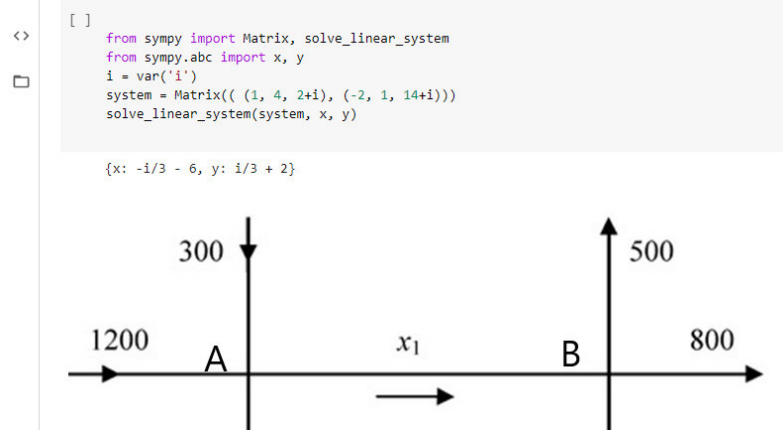 [ ]
from sympy import Matrix, solve_linear_system
from sympy.abc import x, y
i = var('i')
system = Matrix(( (1, 4, 2+i), (-2, 1, 14+i)))
solve_linear_system(system, x, y)
{x: -i/3 - 6, y: i/3 + 2}
300 500
1200 x₁ 800
A B